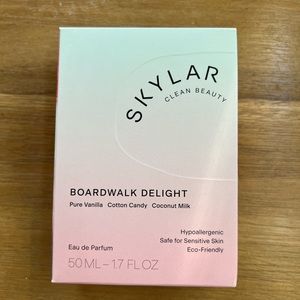 SKYLAR
CLEAN BEAUTY
BOARDWALK DELIGHT
Pure Vanilla Cotton Candy Coconut Milk
Hypoallergenic
Safe for Sensitive Skin
Eco-Friendly
Eau de Parfum
50 ML – 1.7 FL OZ